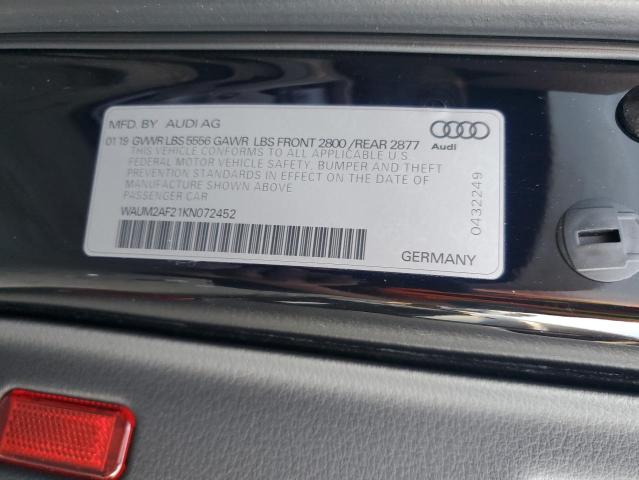 MFD. BY AUDI AG
01 19 GVWR LBS 5556 GAWR LBS FRONT 2800 /REAR 2877
THIS VEHICLE CONFORMS TO ALL APPLICABLE U.S.
FEDERAL MOTOR VEHICLE SAFETY, BUMPER AND THEFT
PREVENTION STANDARDS IN EFFECT ON THE DATE OF
MANUFACTURE SHOWN ABOVE
PASSENGER CAR
WAUM2AF21KN072452
Audi
0432249
GERMANY